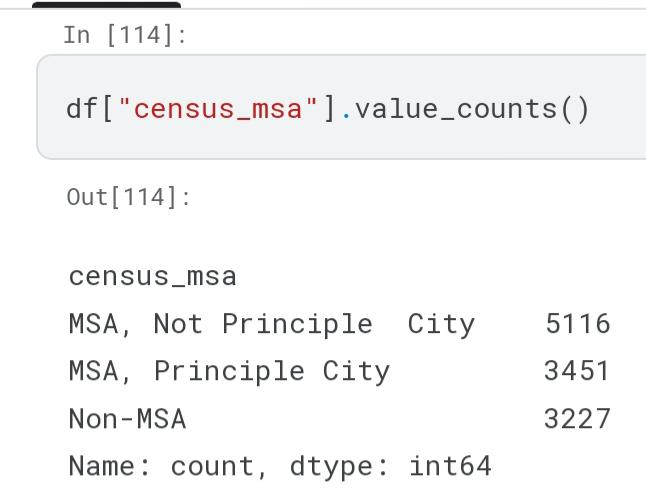 In [114]:
df["census_msa"].value_counts()
Out[114]:
census_msa
MSA, Not Principle  City    5116
MSA, Principle City         3451
Non-MSA                     3227
Name: count, dtype: int64